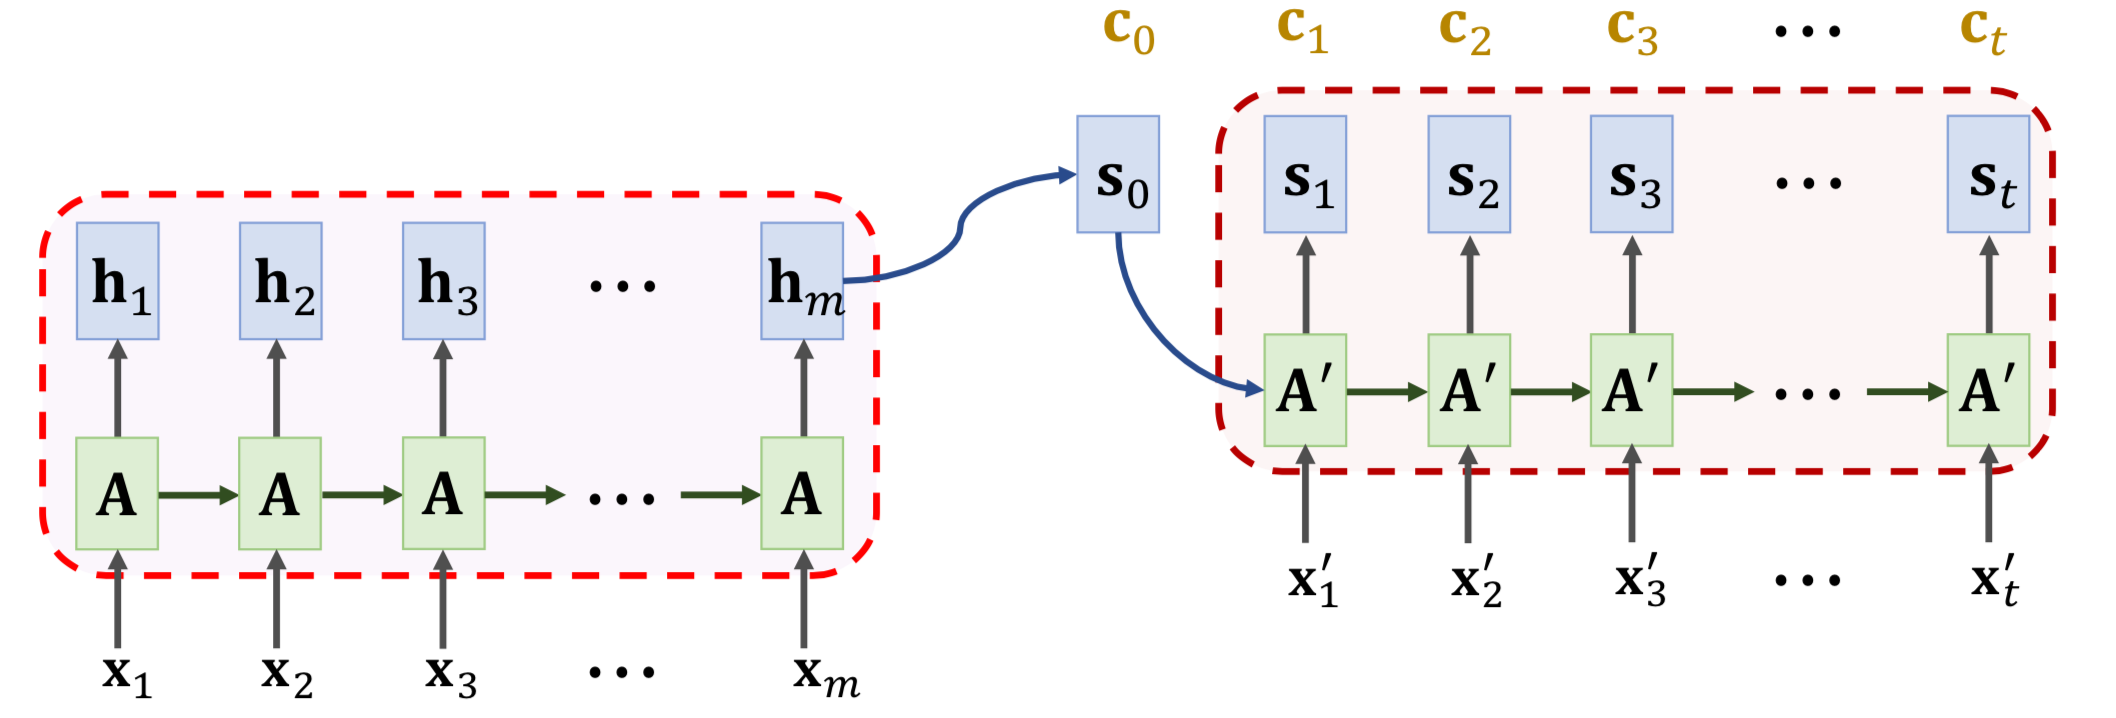 c₀ c₁ c₂ c₃ ⋯ cₜ
s₀ s₁ s₂ s₃ ⋯ sₜ
h₁ h₂ h₃ ⋯ hₘ
A′ A′ A′ ⋯ A′
A A A ⋯ A
x′₁ x′₂ x′₃ ⋯ x′ₜ
x₁ x₂ x₃ ⋯ xₘ